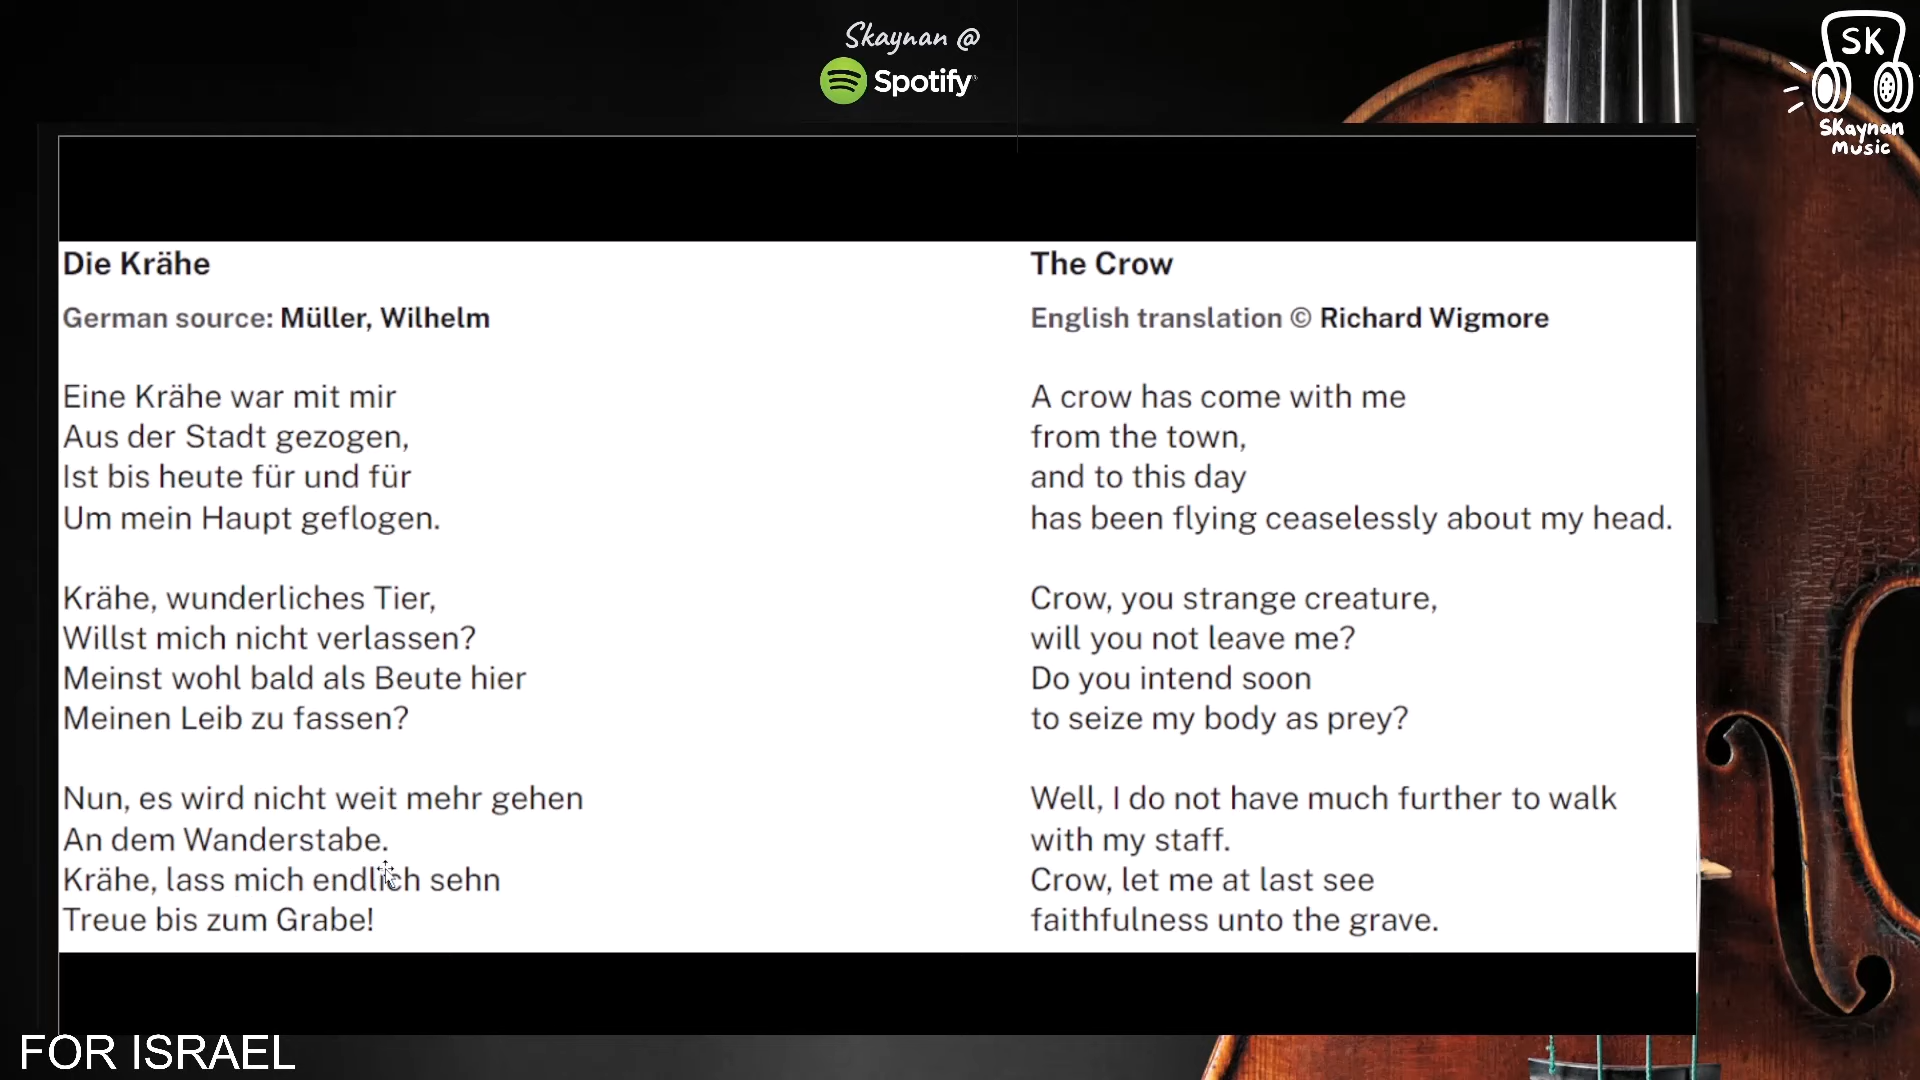 Skaynan @
Spotify
SK
SKaynan
Music
Die Krähe
German source: Müller, Wilhelm
Eine Krähe war mit mir
Aus der Stadt gezogen,
Ist bis heute für und für
Um mein Haupt geflogen.
Krähe, wunderliches Tier,
Willst mich nicht verlassen?
Meinst wohl bald als Beute hier
Meinen Leib zu fassen?
Nun, es wird nicht weit mehr gehen
An dem Wanderstabe.
Krähe, lass mich endlich sehn
Treue bis zum Grabe!
The Crow
English translation © Richard Wigmore
A crow has come with me
from the town,
and to this day
has been flying ceaselessly about my head.
Crow, you strange creature,
will you not leave me?
Do you intend soon
to seize my body as prey?
Well, I do not have much further to walk
with my staff.
Crow, let me at last see
faithfulness unto the grave.
FOR ISRAEL